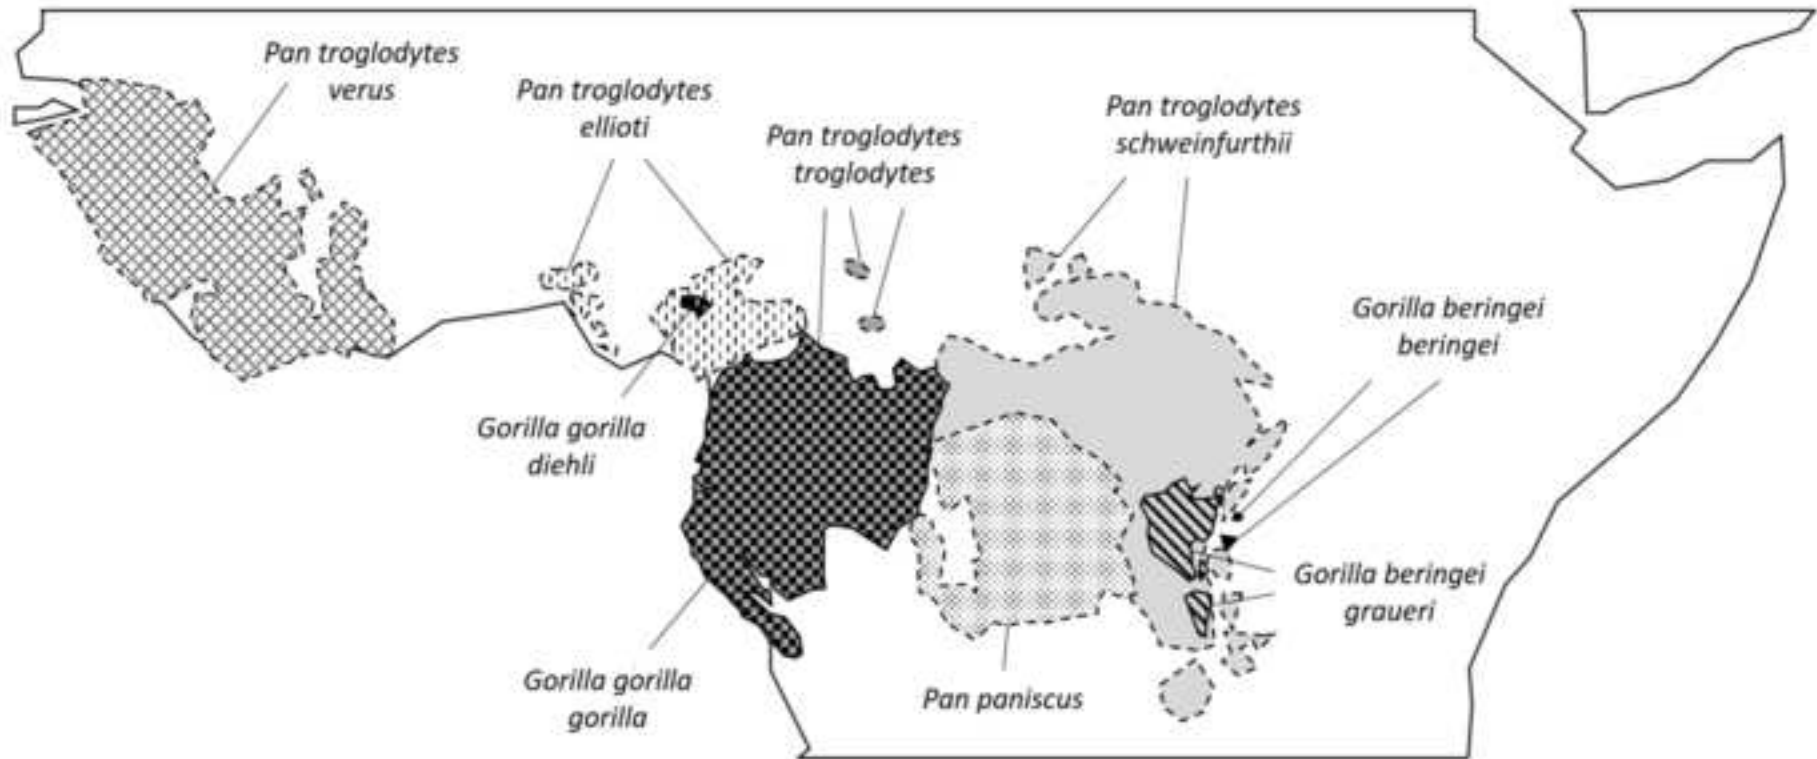 Pan troglodytes
verus
Pan troglodytes
ellioti
Pan troglodytes
troglodytes
Pan troglodytes
schweinfurthii
Gorilla beringei
beringei
Gorilla gorilla
diehli
Gorilla beringei
graueri
Gorilla gorilla
gorilla
Pan paniscus